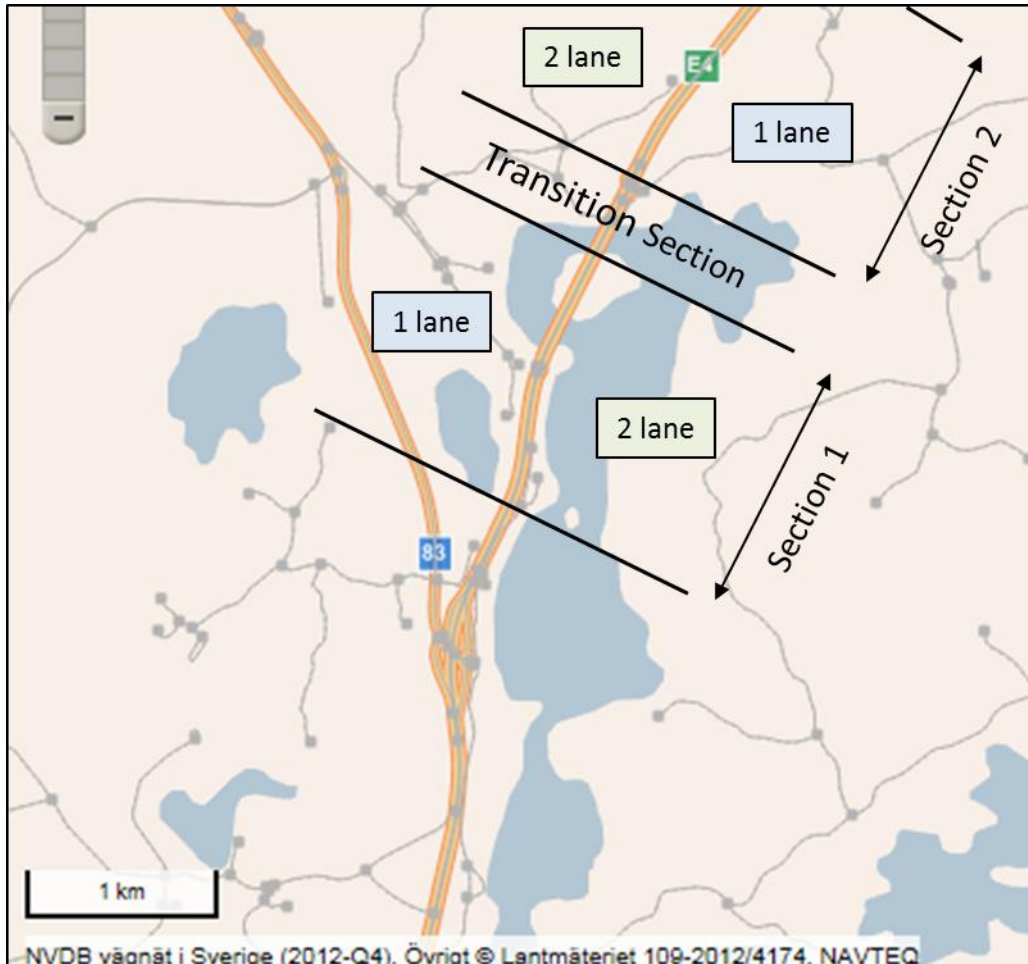 2 lane
E4
1 lane
Section 2
Transition Section
1 lane
2 lane
Section 1
83
1 km
NVDB vägnät i Sverige (2012-Q4), Övrigt © Lantmäteriet 109-2012/4174, NAVTEQ